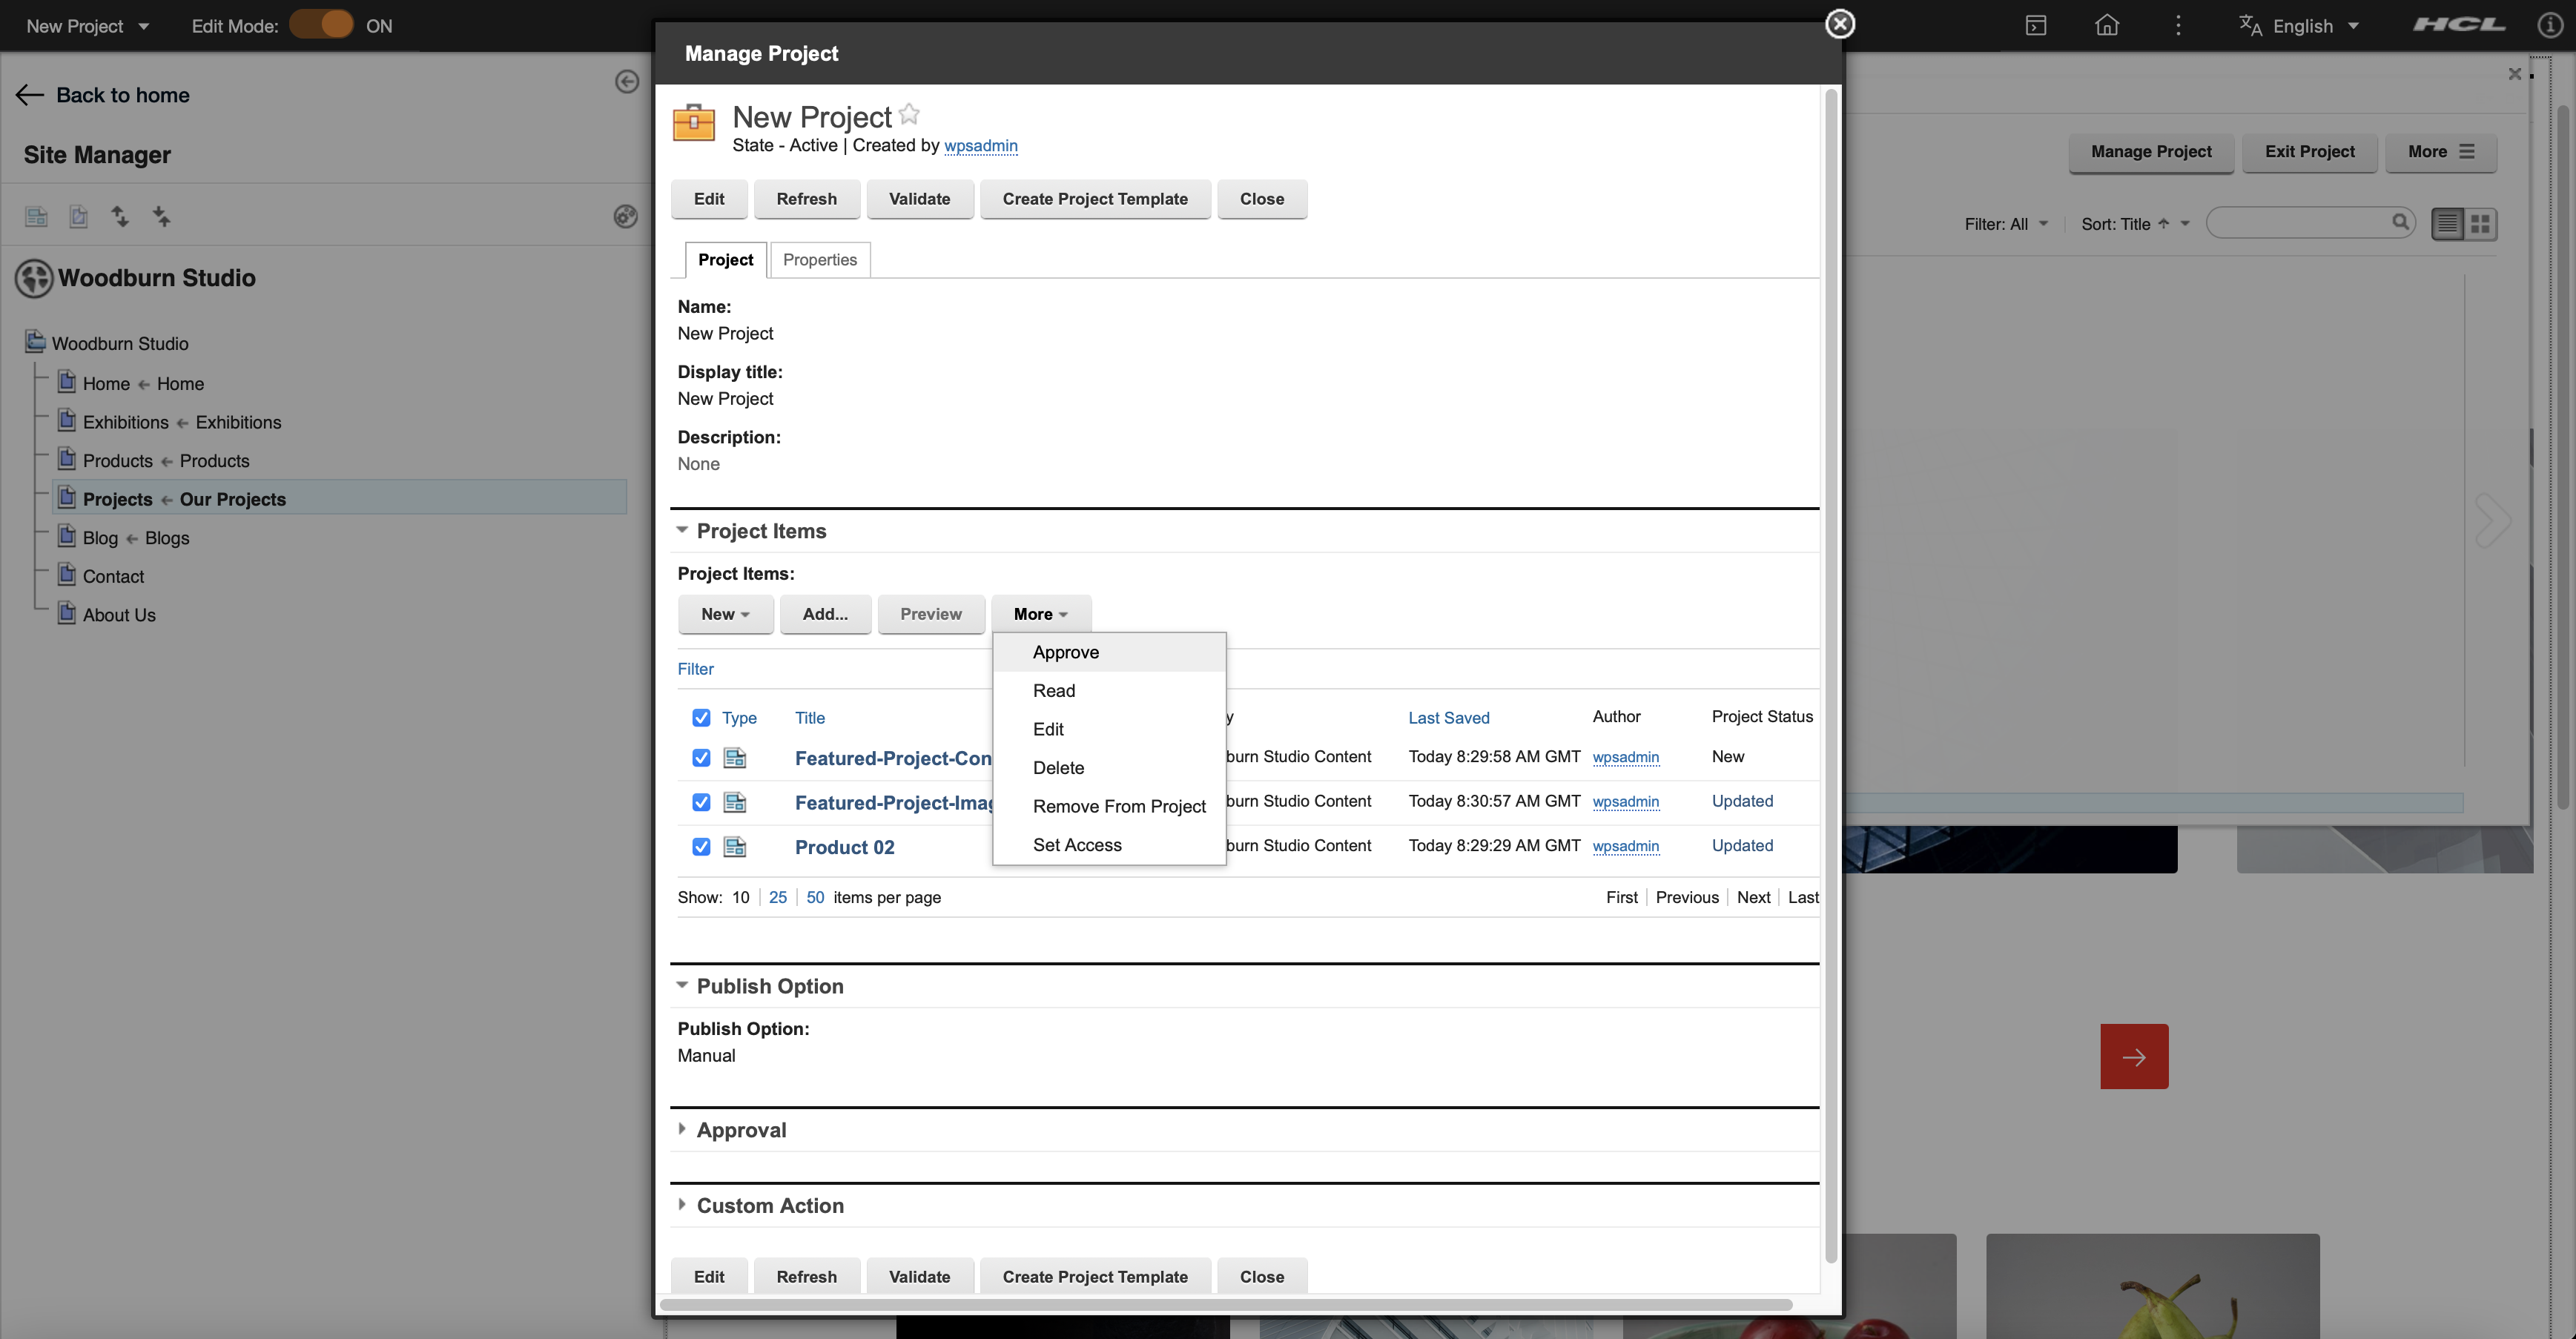 New Project
Edit Mode: ON
English
HCL
Back to home
Site Manager
Woodburn Studio
Woodburn Studio
Home ← Home
Exhibitions ← Exhibitions
Products ← Products
Projects ← Our Projects
Blog ← Blogs
Contact
About Us
Manage Project
Exit Project
More
Filter: All
Sort: Title
Manage Project
New Project
State - Active | Created by wpsadmin
Edit Refresh Validate Create Project Template Close
Project Properties
Name:
New Project
Display title:
New Project
Description:
None
Project Items
Project Items:
New Add... Preview More
Approve
Read
Edit
Delete
Remove From Project
Set Access
Filter
Type Title y Last Saved Author Project Status
Featured-Project-Con burn Studio Content Today 8:29:58 AM GMT wpsadmin New
Featured-Project-Imag burn Studio Content Today 8:30:57 AM GMT wpsadmin Updated
Product 02 burn Studio Content Today 8:29:29 AM GMT wpsadmin Updated
Show: 10 | 25 | 50 items per page First | Previous | Next | Last
Publish Option
Publish Option:
Manual
Approval
Custom Action
Edit Refresh Validate Create Project Template Close